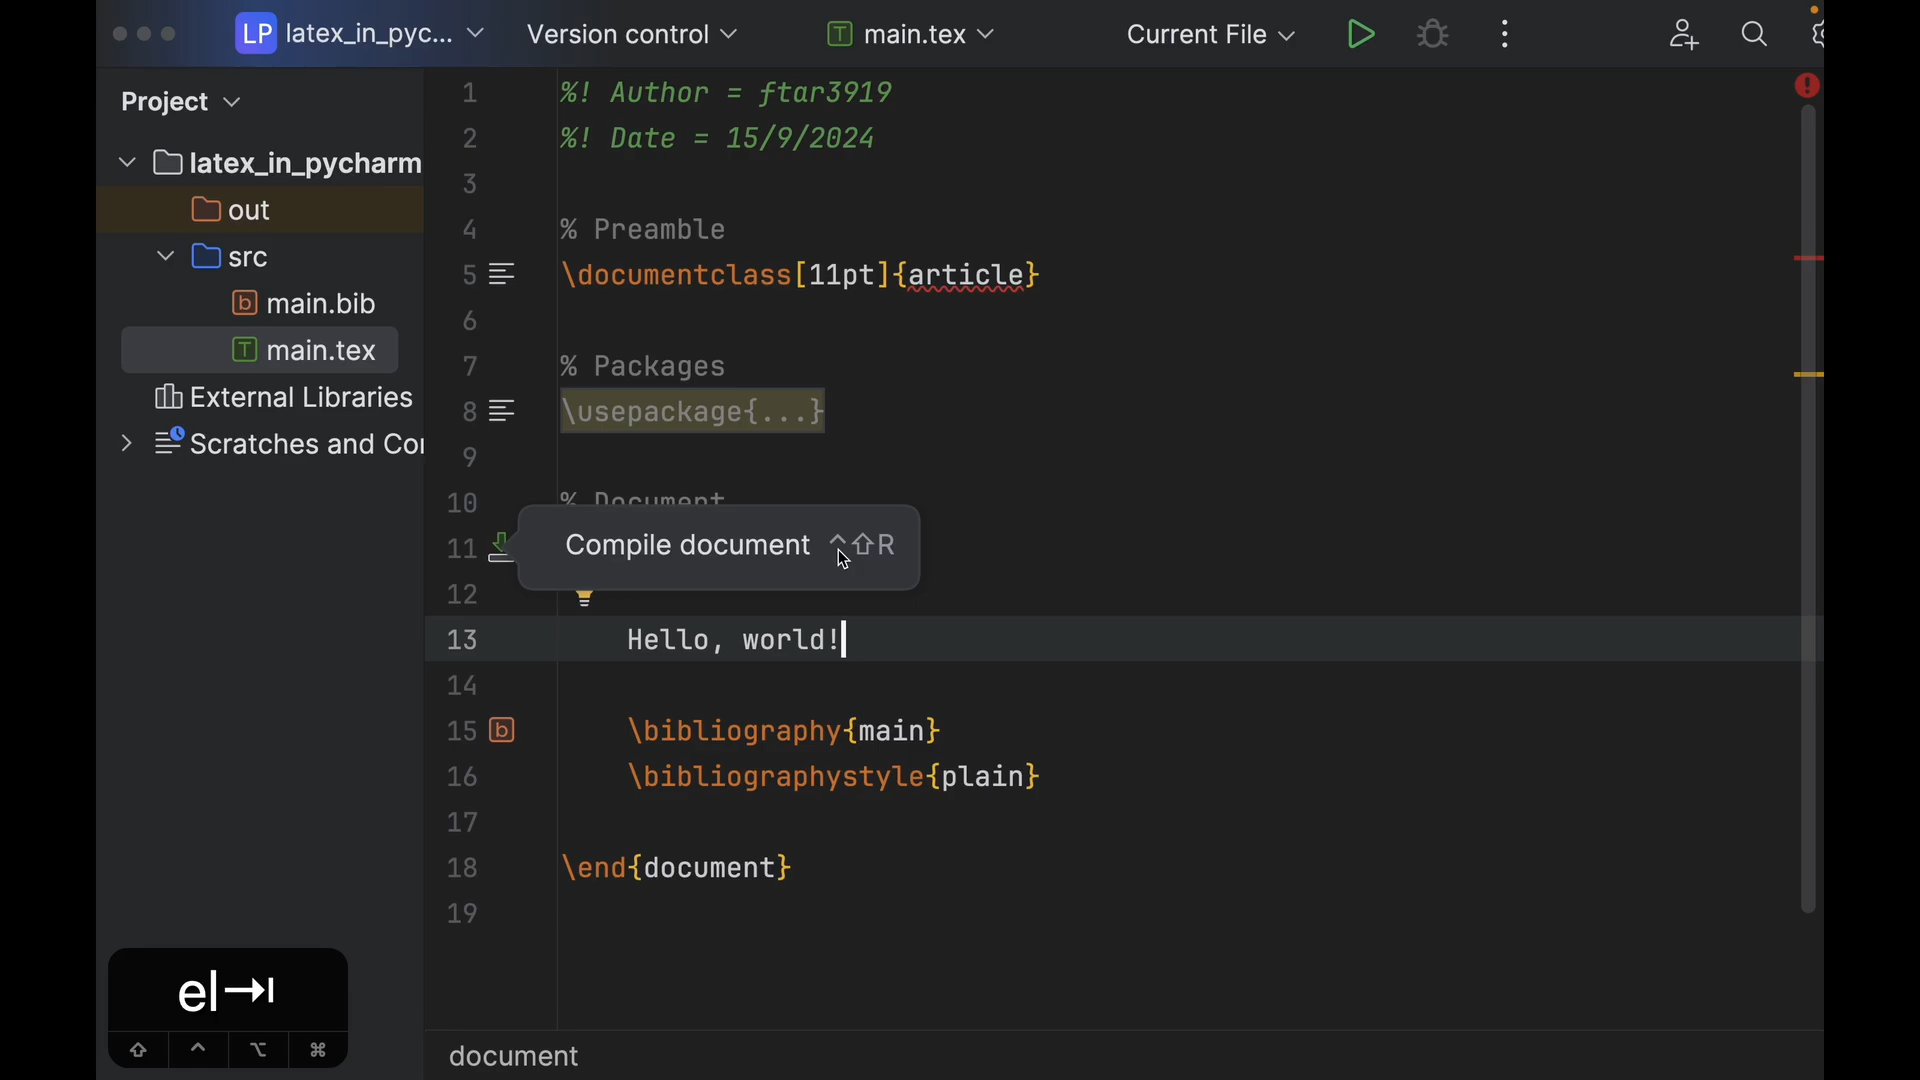 LP latex_in_pyc... Version control main.tex Current File
Project
latex_in_pycharm
out
src
b main.bib
T main.tex
External Libraries
Scratches and Co
1 %! Author = ftar3919
2 %! Date = 15/9/2024
3
4 % Preamble
5 \documentclass[11pt]{article}
6
7 % Packages
8 \usepackage{...}
9
10 % Document
11
Compile document ^⇧R
12
13 Hello, world!
14
15 b \bibliography{main}
16 \bibliographystyle{plain}
17
18 \end{document}
19
el⇥
⇧ ^ ⌥ ⌘
document